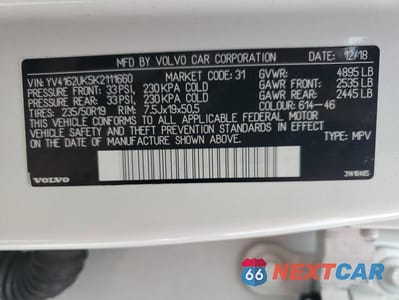 MFD. BY VOLVO CAR CORPORATION DATE: 12/18
VIN: YV4162UK5K2111660 MARKET CODE: 31 GVWR: 4895 LB
PRESSURE FRONT: 33 PSI, 230 KPA COLD GAWR FRONT: 2535 LB
PRESSURE REAR: 33 PSI, 230 KPA COLD GAWR REAR: 2445 LB
TIRES: 235/50R19 RIM: 7.5Jx19x50,5 COLOUR: 614-46
THIS VEHICLE CONFORMS TO ALL APPLICABLE FEDERAL MOTOR
VEHICLE SAFETY AND THEFT PREVENTION STANDARDS IN EFFECT
ON THE DATE OF MANUFACTURE SHOWN ABOVE. TYPE: MPV
VOLVO
66 NEXTCAR